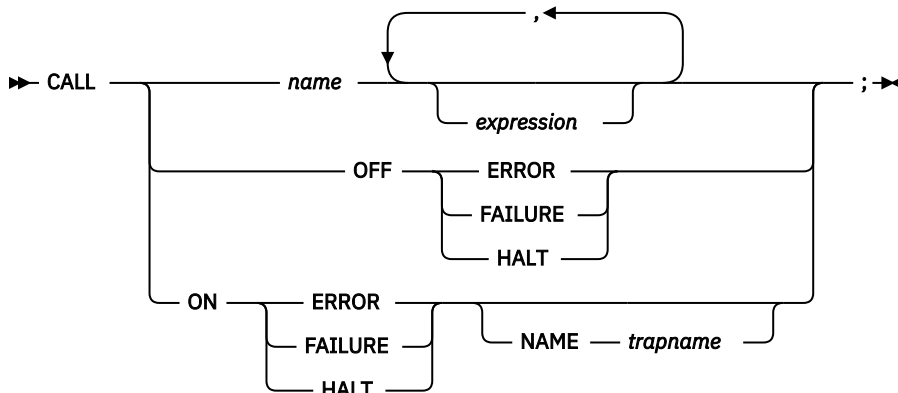 ,
CALL name ;
expression
OFF ERROR
FAILURE
HALT
ON ERROR
FAILURE NAME trapname
HALT